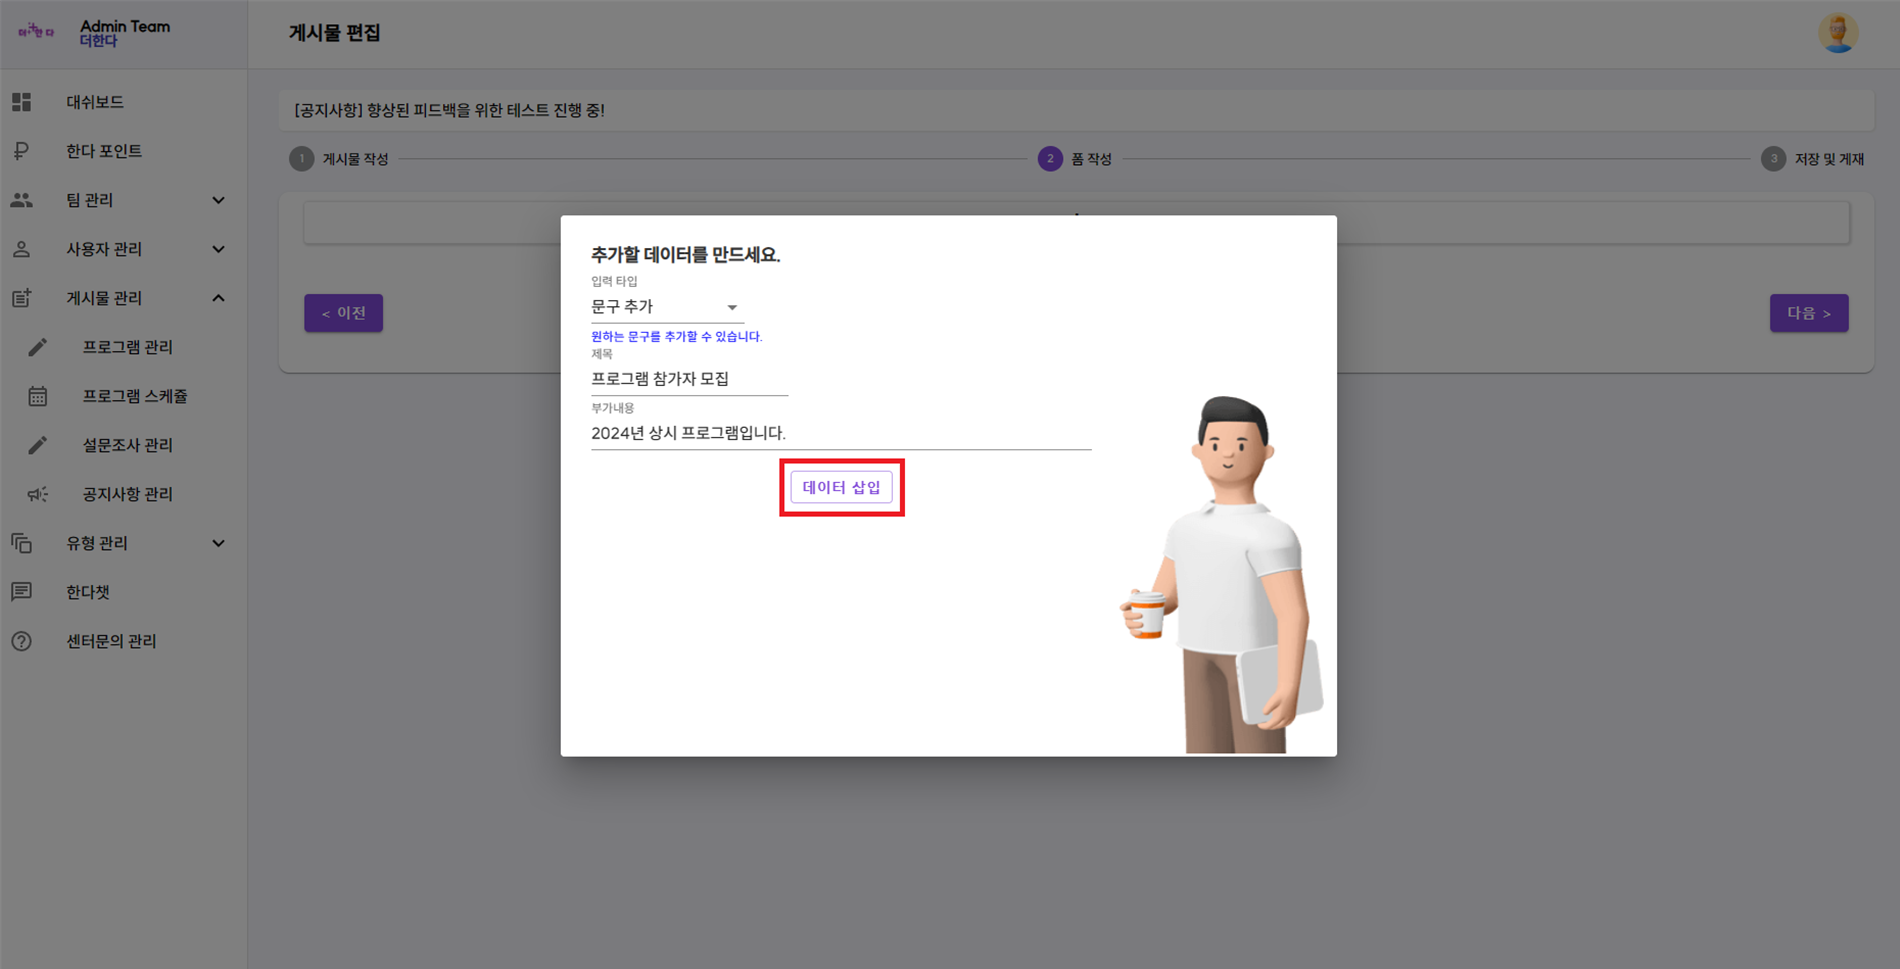 더한다
Admin Team
더한다
게시물 편집
대쉬보드
한다 포인트
팀 관리
사용자 관리
게시물 관리
프로그램 관리
프로그램 스케쥴
설문조사 관리
공지사항 관리
유형 관리
한다챗
센터문의 관리
[공지사항] 향상된 피드백을 위한 테스트 진행 중!
1 게시물 작성
2 폼 작성
3 저장 및 게재
< 이전
다음 >
추가할 데이터를 만드세요.
입력 타입
문구 추가
원하는 문구를 추가할 수 있습니다.
제목
프로그램 참가자 모집
부가내용
2024년 상시 프로그램입니다.
데이터 삽입